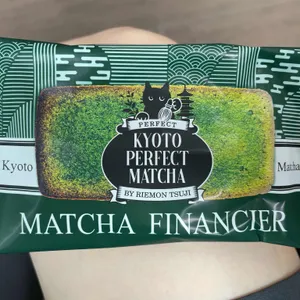 PERFECT
KYOTO
PERFECT
MATCHA
BY RIEMON TSUJI
Kyoto
Matcha
MATCHA FINANCIER